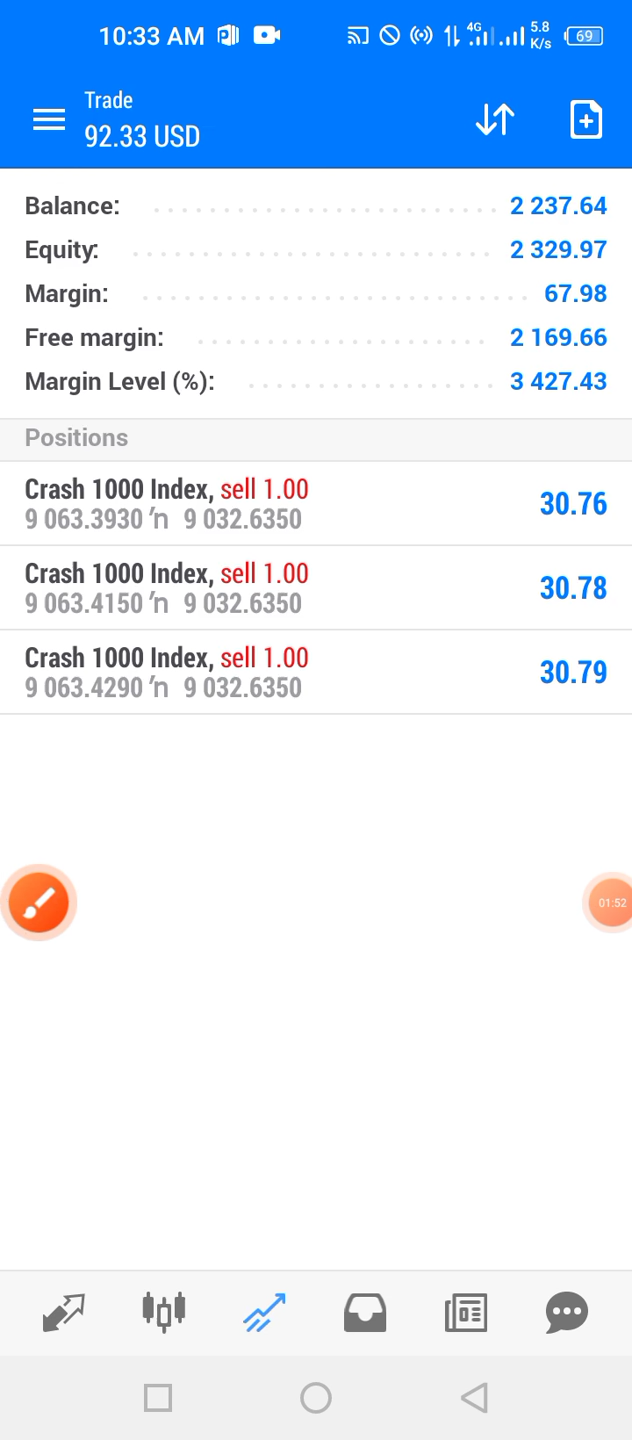 10:33 AM 4G 5.8 K/s 69
Trade
92.33 USD
Balance: 2 237.64
Equity: 2 329.97
Margin: 67.98
Free margin: 2 169.66
Margin Level (%): 3 427.43
Positions
Crash 1000 Index, sell 1.00
9 063.3930 ’n 9 032.6350 30.76
Crash 1000 Index, sell 1.00
9 063.4150 ’n 9 032.6350 30.78
Crash 1000 Index, sell 1.00
9 063.4290 ’n 9 032.6350 30.79
01:52